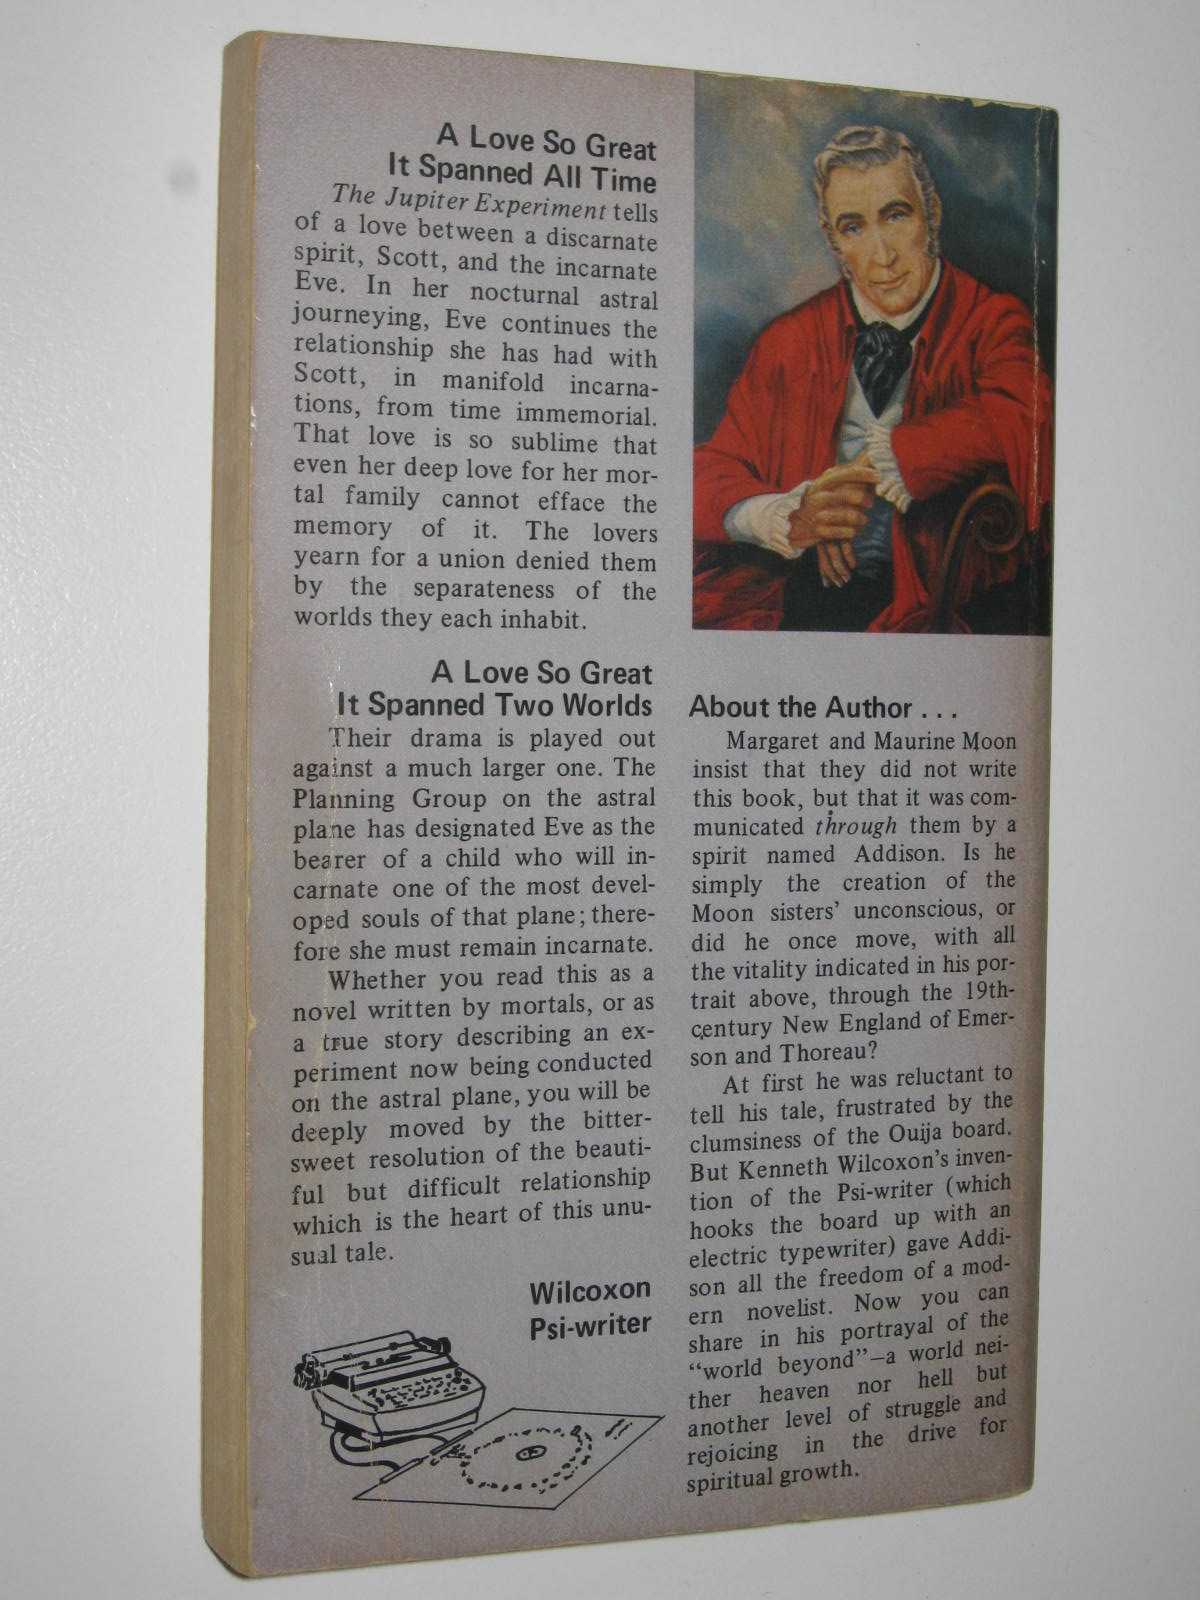 A Love So Great
It Spanned All Time
The Jupiter Experiment tells
of a love between a discarnate
spirit, Scott, and the incarnate
Eve. In her nocturnal astral
journeying, Eve continues the
relationship she has had with
Scott, in manifold incarna-
tions, from time immemorial.
That love is so sublime that
even her deep love for her mor-
tal family cannot efface the
memory of it. The lovers
yearn for a union denied them
by the separateness of the
worlds they each inhabit.
A Love So Great
It Spanned Two Worlds
Their drama is played out
against a much larger one. The
Planning Group on the astral
plane has designated Eve as the
bearer of a child who will in-
carnate one of the most devel-
oped souls of that plane; there-
fore she must remain incarnate.
Whether you read this as a
novel written by mortals, or as
a true story describing an ex-
periment now being conducted
on the astral plane, you will be
deeply moved by the bitter-
sweet resolution of the beauti-
ful but difficult relationship
which is the heart of this unu-
sual tale.
Wilcoxon
Psi-writer
About the Author . . .
Margaret and Maurine Moon
insist that they did not write
this book, but that it was com-
municated through them by a
spirit named Addison. Is he
simply the creation of the
Moon sisters' unconscious, or
did he once move, with all
the vitality indicated in his por-
trait above, through the 19th-
century New England of Emer-
son and Thoreau?
At first he was reluctant to
tell his tale, frustrated by the
clumsiness of the Ouija board.
But Kenneth Wilcoxon's inven-
tion of the Psi-writer (which
hooks the board up with an
electric typewriter) gave Addi-
son all the freedom of a mod-
ern novelist. Now you can
share in his portrayal of the
"world beyond"—a world nei-
ther heaven nor hell but
another level of struggle and
rejoicing in the drive for
spiritual growth.